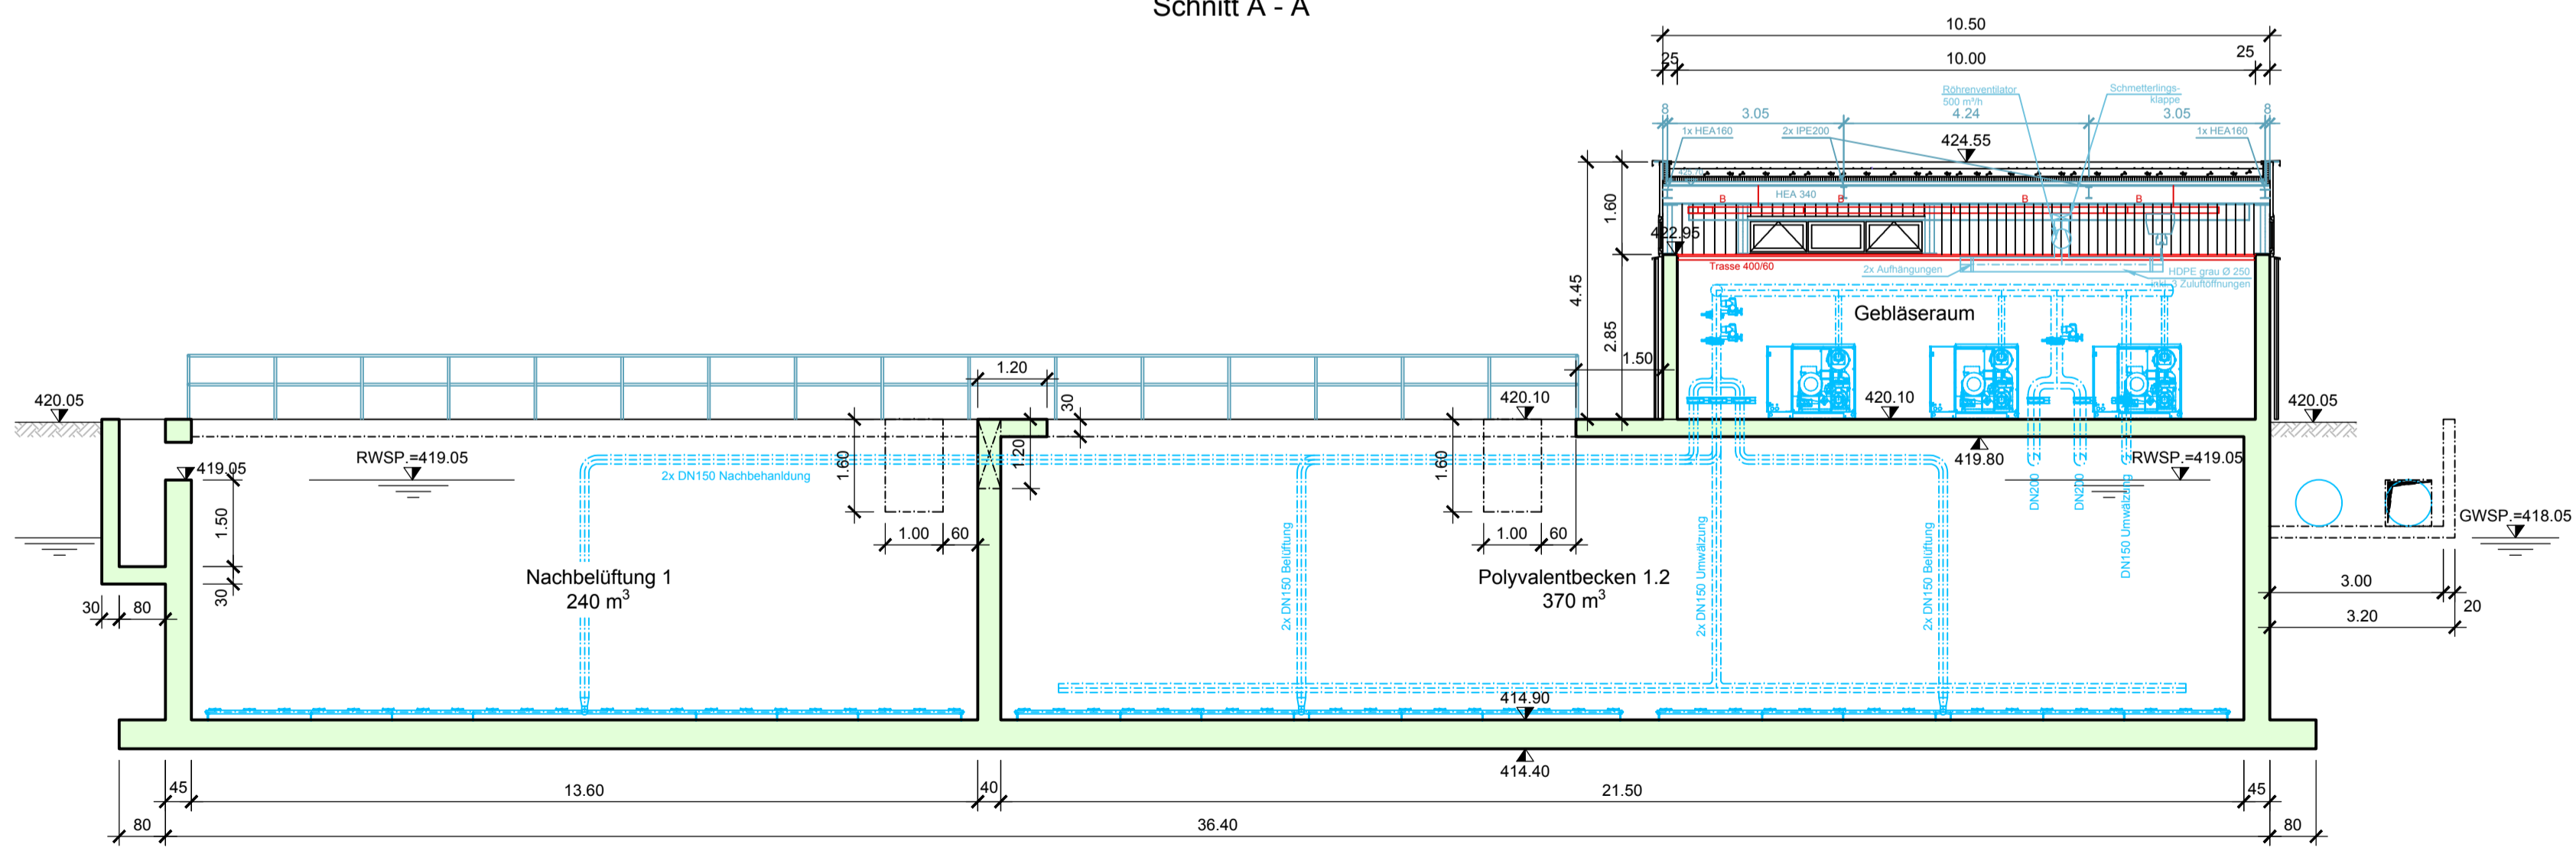 Schnitt A - A
10.50
25
10.00
25
Röhrenventilator
500 m³/h
Schmetterlings-
klappe
8
3.05
4.24
3.05
8
1x HEA160
2x IPE200
1x HEA160
424.55
HEA 340
B
B
B
B
1.60
422.95
Trasse 400/60
2x Aufhängungen
HDPE grau Ø 250
inkl. 3 Zuluftöffnungen
4.45
2.85
Gebläseraum
1.50
1.20
30
420.05
420.10
420.10
420.05
419.05
RWSP.=419.05
1.60
1.20
1.60
419.80
RWSP.=419.05
2x DN150 Nachbehanldung
DN200
DN200
DN150 Umwälzung
1.50
30
1.00
60
1.00
60
GWSP.=418.05
2x DN150 Belüftung
2x DN150 Umwälzung
2x DN150 Belüftung
Nachbelüftung 1
240 m³
Polyvalentbecken 1.2
370 m³
30
80
3.00
20
3.20
414.90
414.40
45
13.60
40
21.50
45
80
36.40
80